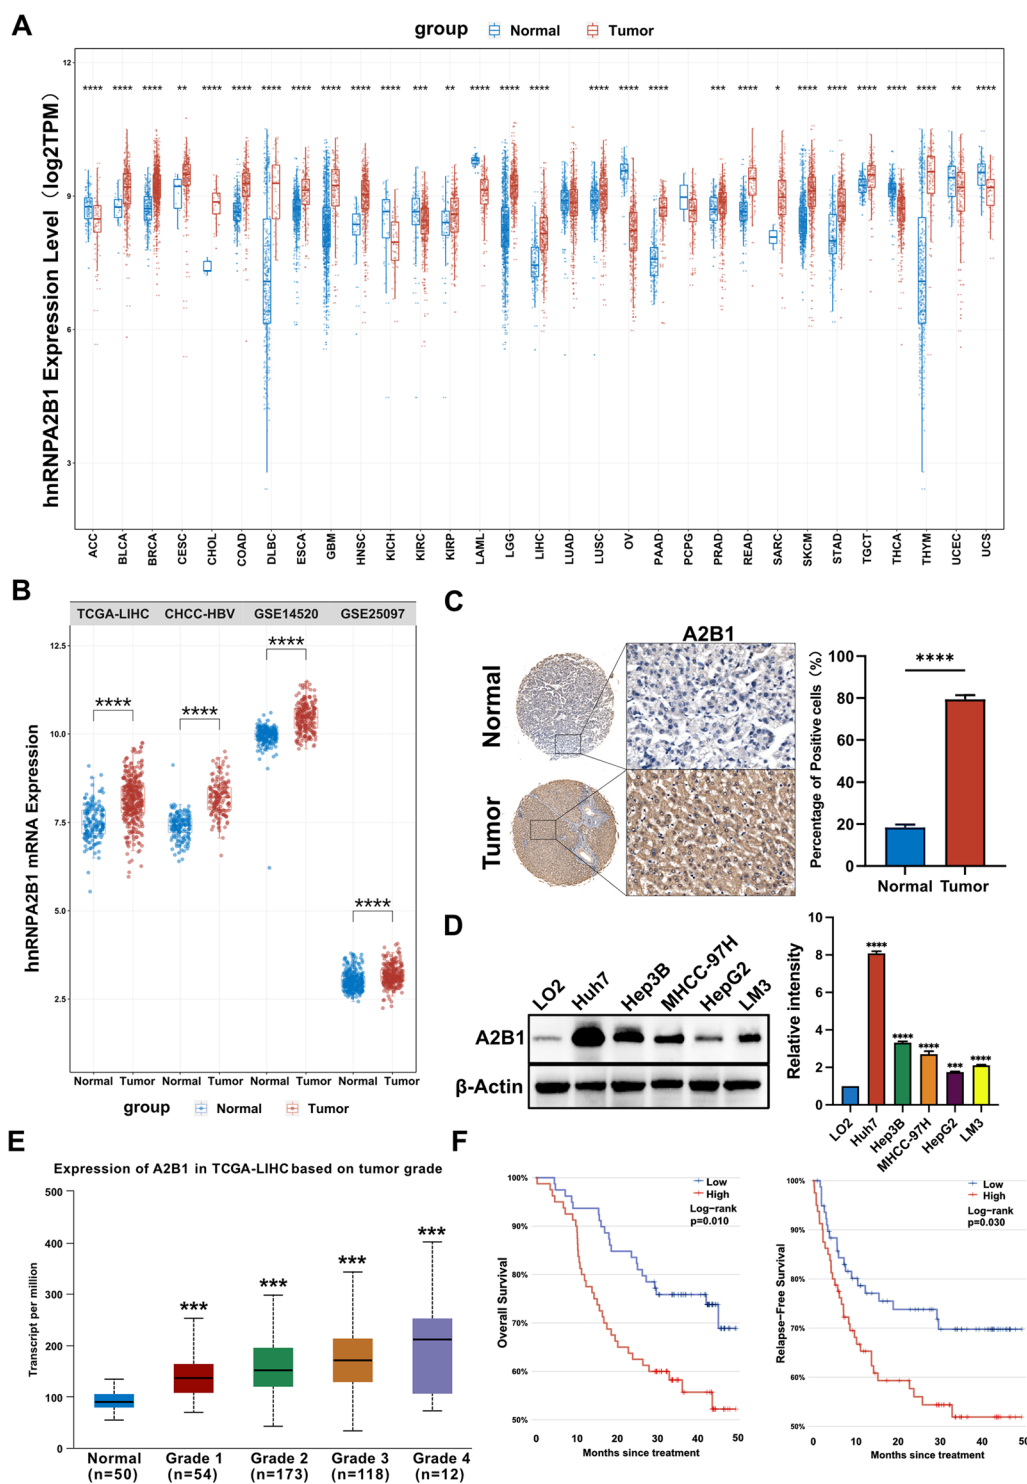 A
group Normal Tumor
hnRNPA2B1 Expression Level (log2TPM)
12
9
6
3
**** **** **** ** **** **** **** **** **** **** **** *** ** **** **** **** **** **** **** *** **** * **** **** **** **** **** ** ****
ACC BLCA BRCA CESC CHOL COAD DLBC ESCA GBM HNSC KICH KIRC KIRP LAML LGG LIHC LUAD LUSC OV PAAD PCPG PRAD READ SARC SKCM STAD TGCT THCA THYM UCEC UCS
B
TCGA-LIHC CHCC-HBV GSE14520 GSE25097
hnRNPA2B1 mRNA Expression
12.5
10.0
7.5
5.0
2.5
****
****
****
****
Normal Tumor Normal Tumor Normal Tumor Normal Tumor
group Normal Tumor
C
A2B1
Normal
Tumor
Percentage of Positive cells (%)
100
80
60
40
20
0
****
Normal Tumor
D
LO2 Huh7 Hep3B MHCC-97H HepG2 LM3
A2B1
β-Actin
Relative intensity
10
8
6
4
2
0
**** **** **** *** ****
LO2 Huh7 Hep3B MHCC-97H HepG2 LM3
E
Expression of A2B1 in TCGA-LIHC based on tumor grade
Transcript per million
500
400
300
200
100
0
*** *** *** ***
Normal Grade 1 Grade 2 Grade 3 Grade 4
(n=50) (n=54) (n=173) (n=118) (n=12)
F
Overall Survival
100%
90%
80%
70%
60%
50%
Low
High
Log-rank
p=0.010
0 10 20 30 40 50
Months since treatment
Relapse-Free Survival
100%
90%
80%
70%
60%
50%
Low
High
Log-rank
p=0.030
0 10 20 30 40 50
Months since treatment